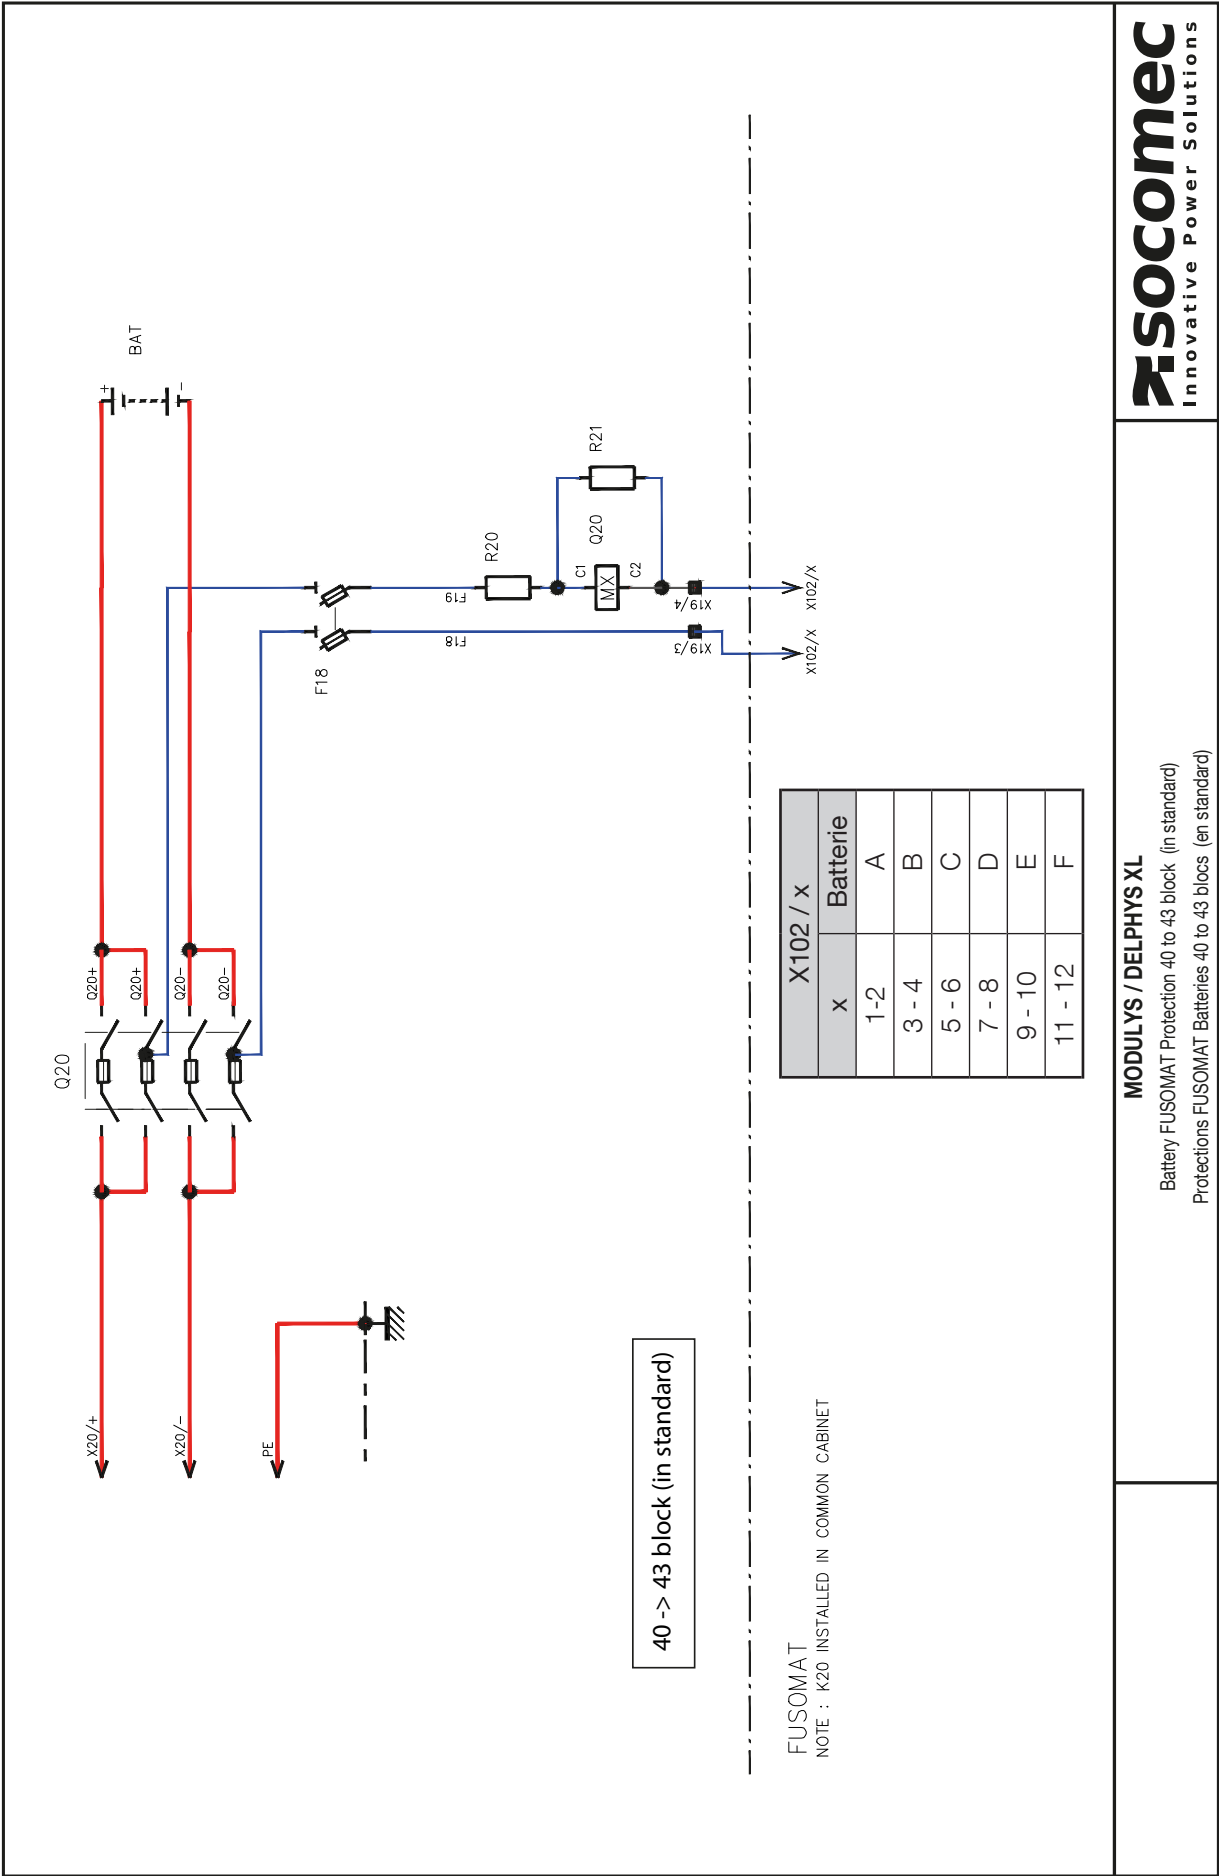 Q20
X20/+
Q20+
Q20+
X20/-
Q20-
Q20-
+
-
BAT
PE
F18
F19
F18
R20
C1
MX
C2
Q20
R21
X19/3
X19/4
X102/X
X102/X
40 -> 43 block (in standard)
FUSOMAT
NOTE : K20 INSTALLED IN COMMON CABINET
X102 / x
x Batterie
1-2 A
3 - 4 B
5 - 6 C
7 - 8 D
9 - 10 E
11 - 12 F
MODULYS / DELPHYS XL
Battery FUSOMAT Protection 40 to 43 block (in standard)
Protections FUSOMAT Batteries 40 to 43 blocs (en standard)
socomec
Innovative Power Solutions